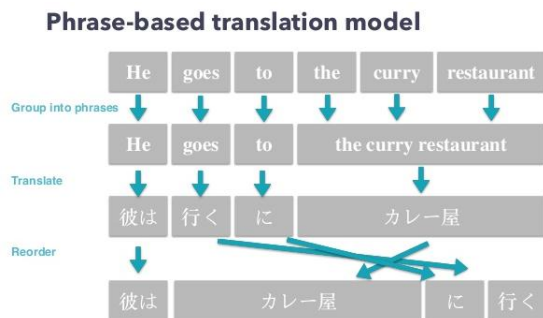 Phrase-based translation model
He goes to the curry restaurant
Group into phrases
He goes to the curry restaurant
Translate
彼は 行く に カレー屋
Reorder
彼は カレー屋 に 行く